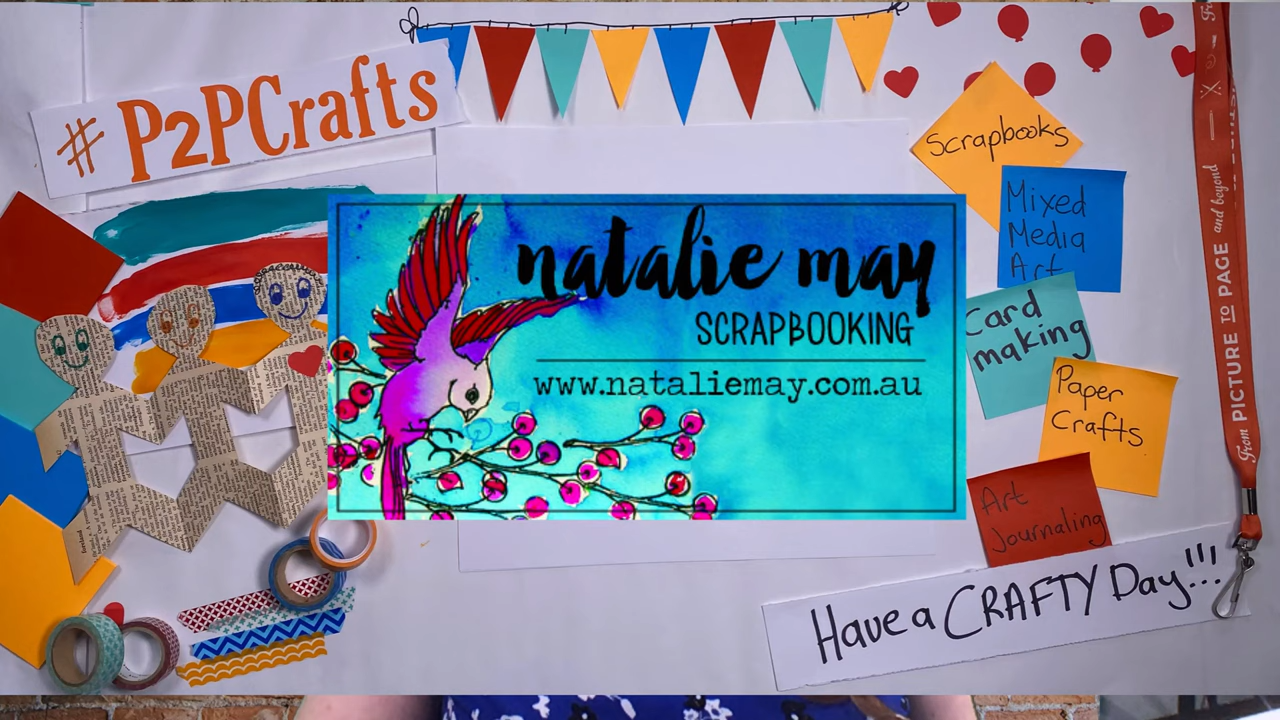 # P2PCrafts
natalie may
SCRAPBOOKING
www.nataliemay.com.au
Scrapbooks
Mixed
Media
Art
Card
making
Paper
Crafts
Art
Journaling
From PICTURE TO PAGE and beyond
Have a CRAFTY Day!!!